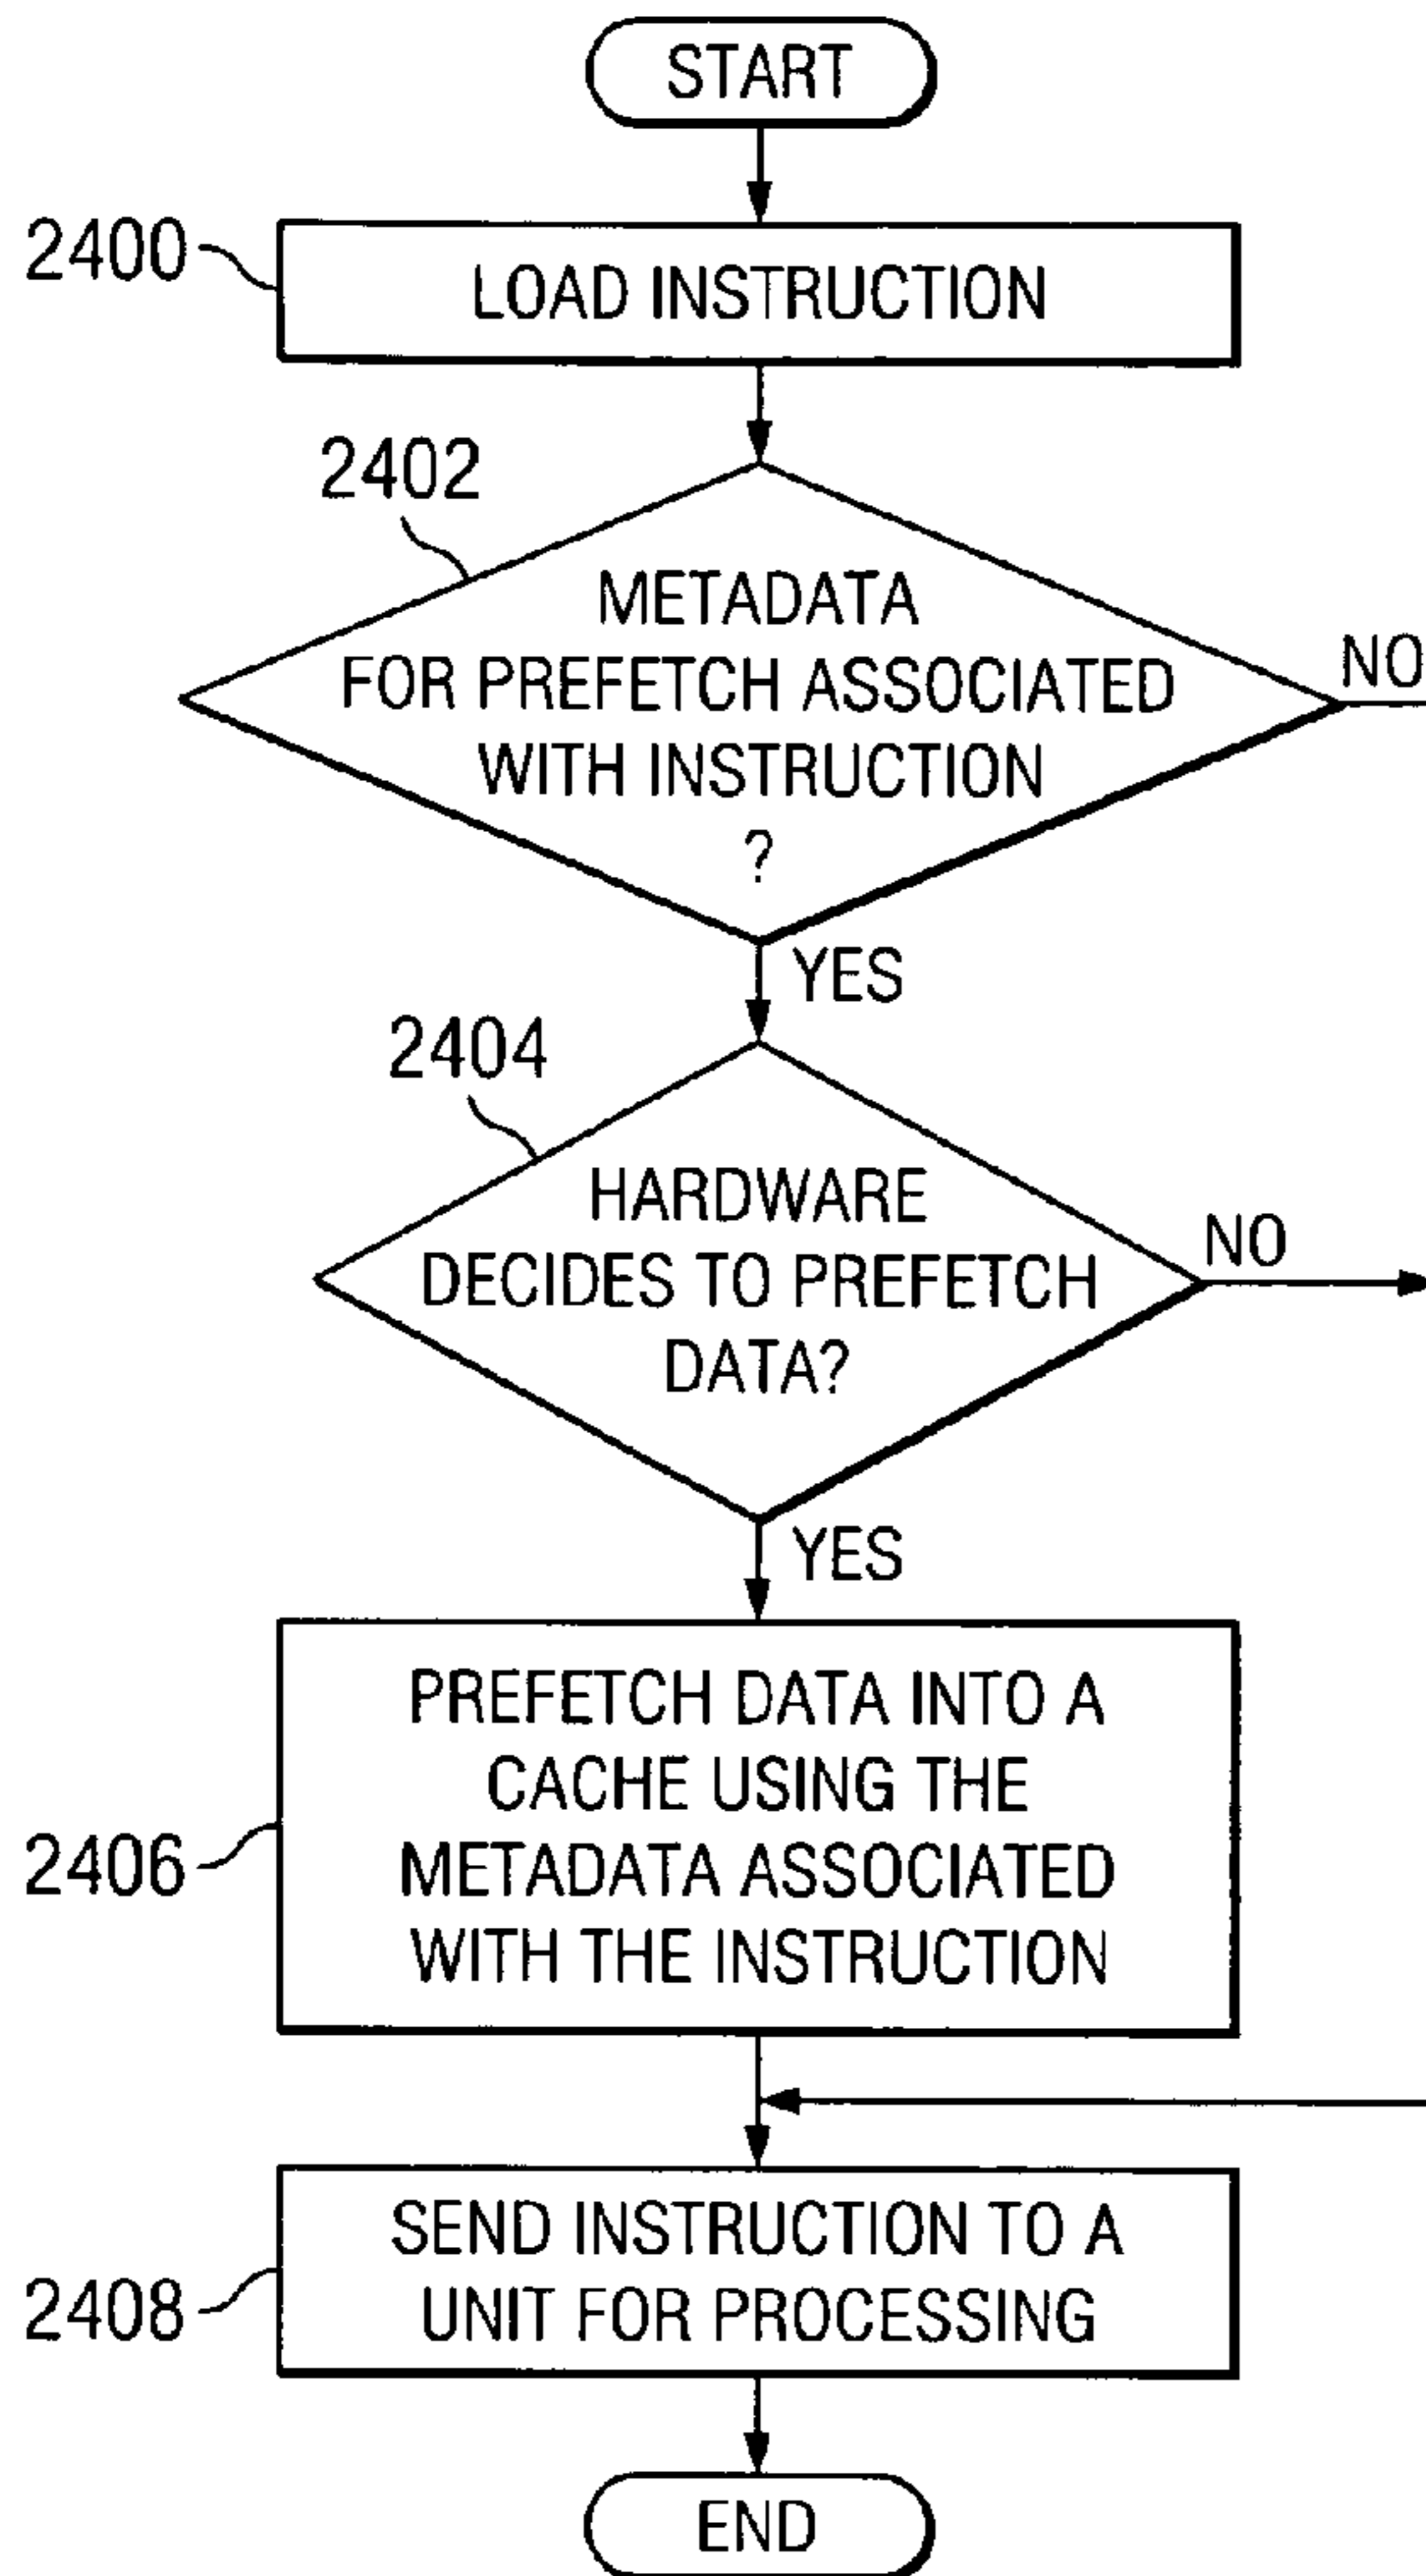 START
2400
LOAD INSTRUCTION
2402
METADATA
FOR PREFETCH ASSOCIATED
WITH INSTRUCTION
?
NO
YES
2404
HARDWARE
DECIDES TO PREFETCH
DATA?
NO
YES
PREFETCH DATA INTO A
CACHE USING THE
METADATA ASSOCIATED
WITH THE INSTRUCTION
2406
SEND INSTRUCTION TO A
UNIT FOR PROCESSING
2408
END